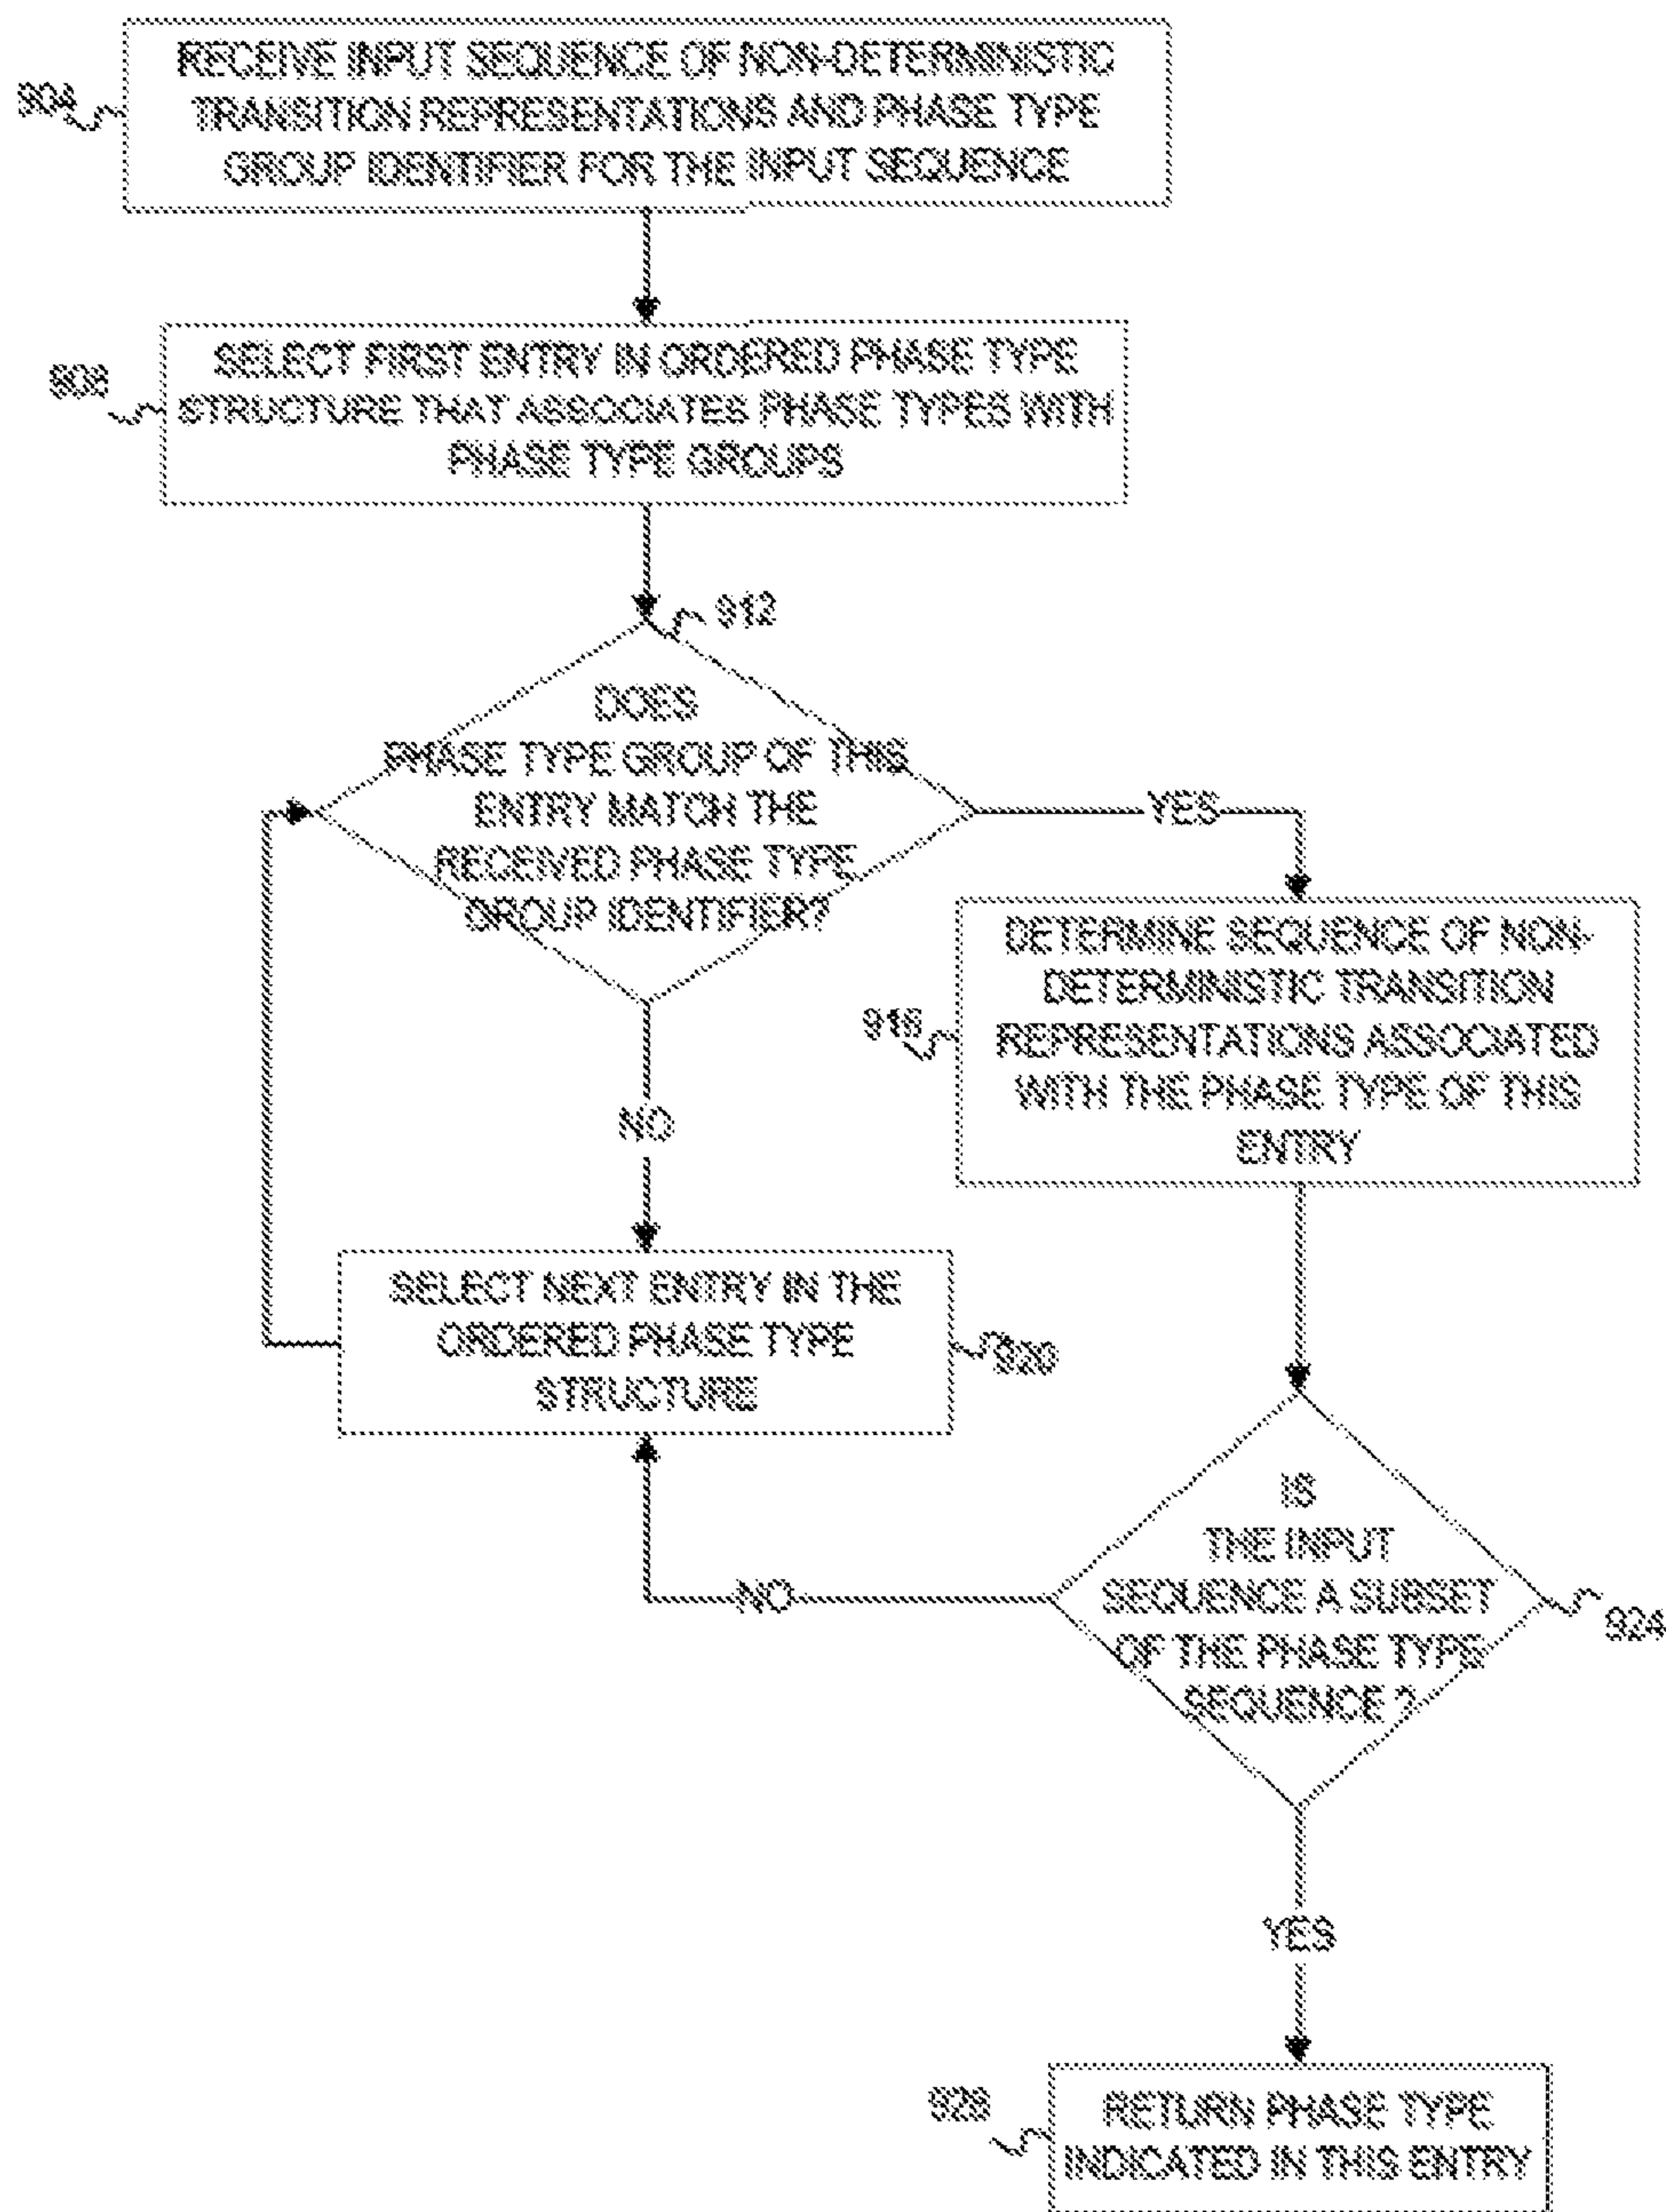 904
RECEIVE INPUT SEQUENCE OF NON-DETERMINISTIC
TRANSITION REPRESENTATIONS AND PHASE TYPE
GROUP IDENTIFIER FOR THE INPUT SEQUENCE
908
SELECT FIRST ENTRY IN ORDERED PHASE TYPE
STRUCTURE THAT ASSOCIATES PHASE TYPES WITH
PHASE TYPE GROUPS
912
DOES
PHASE TYPE GROUP OF THIS
ENTRY MATCH THE
RECEIVED PHASE TYPE
GROUP IDENTIFIER?
YES
916
DETERMINE SEQUENCE OF NON-
DETERMINISTIC TRANSITION
REPRESENTATIONS ASSOCIATED
WITH THE PHASE TYPE OF THIS
ENTRY
NO
SELECT NEXT ENTRY IN THE
ORDERED PHASE TYPE
STRUCTURE
920
IS
THE INPUT
SEQUENCE A SUBSET
OF THE PHASE TYPE
SEQUENCE ?
924
NO
YES
928
RETURN PHASE TYPE
INDICATED IN THIS ENTRY